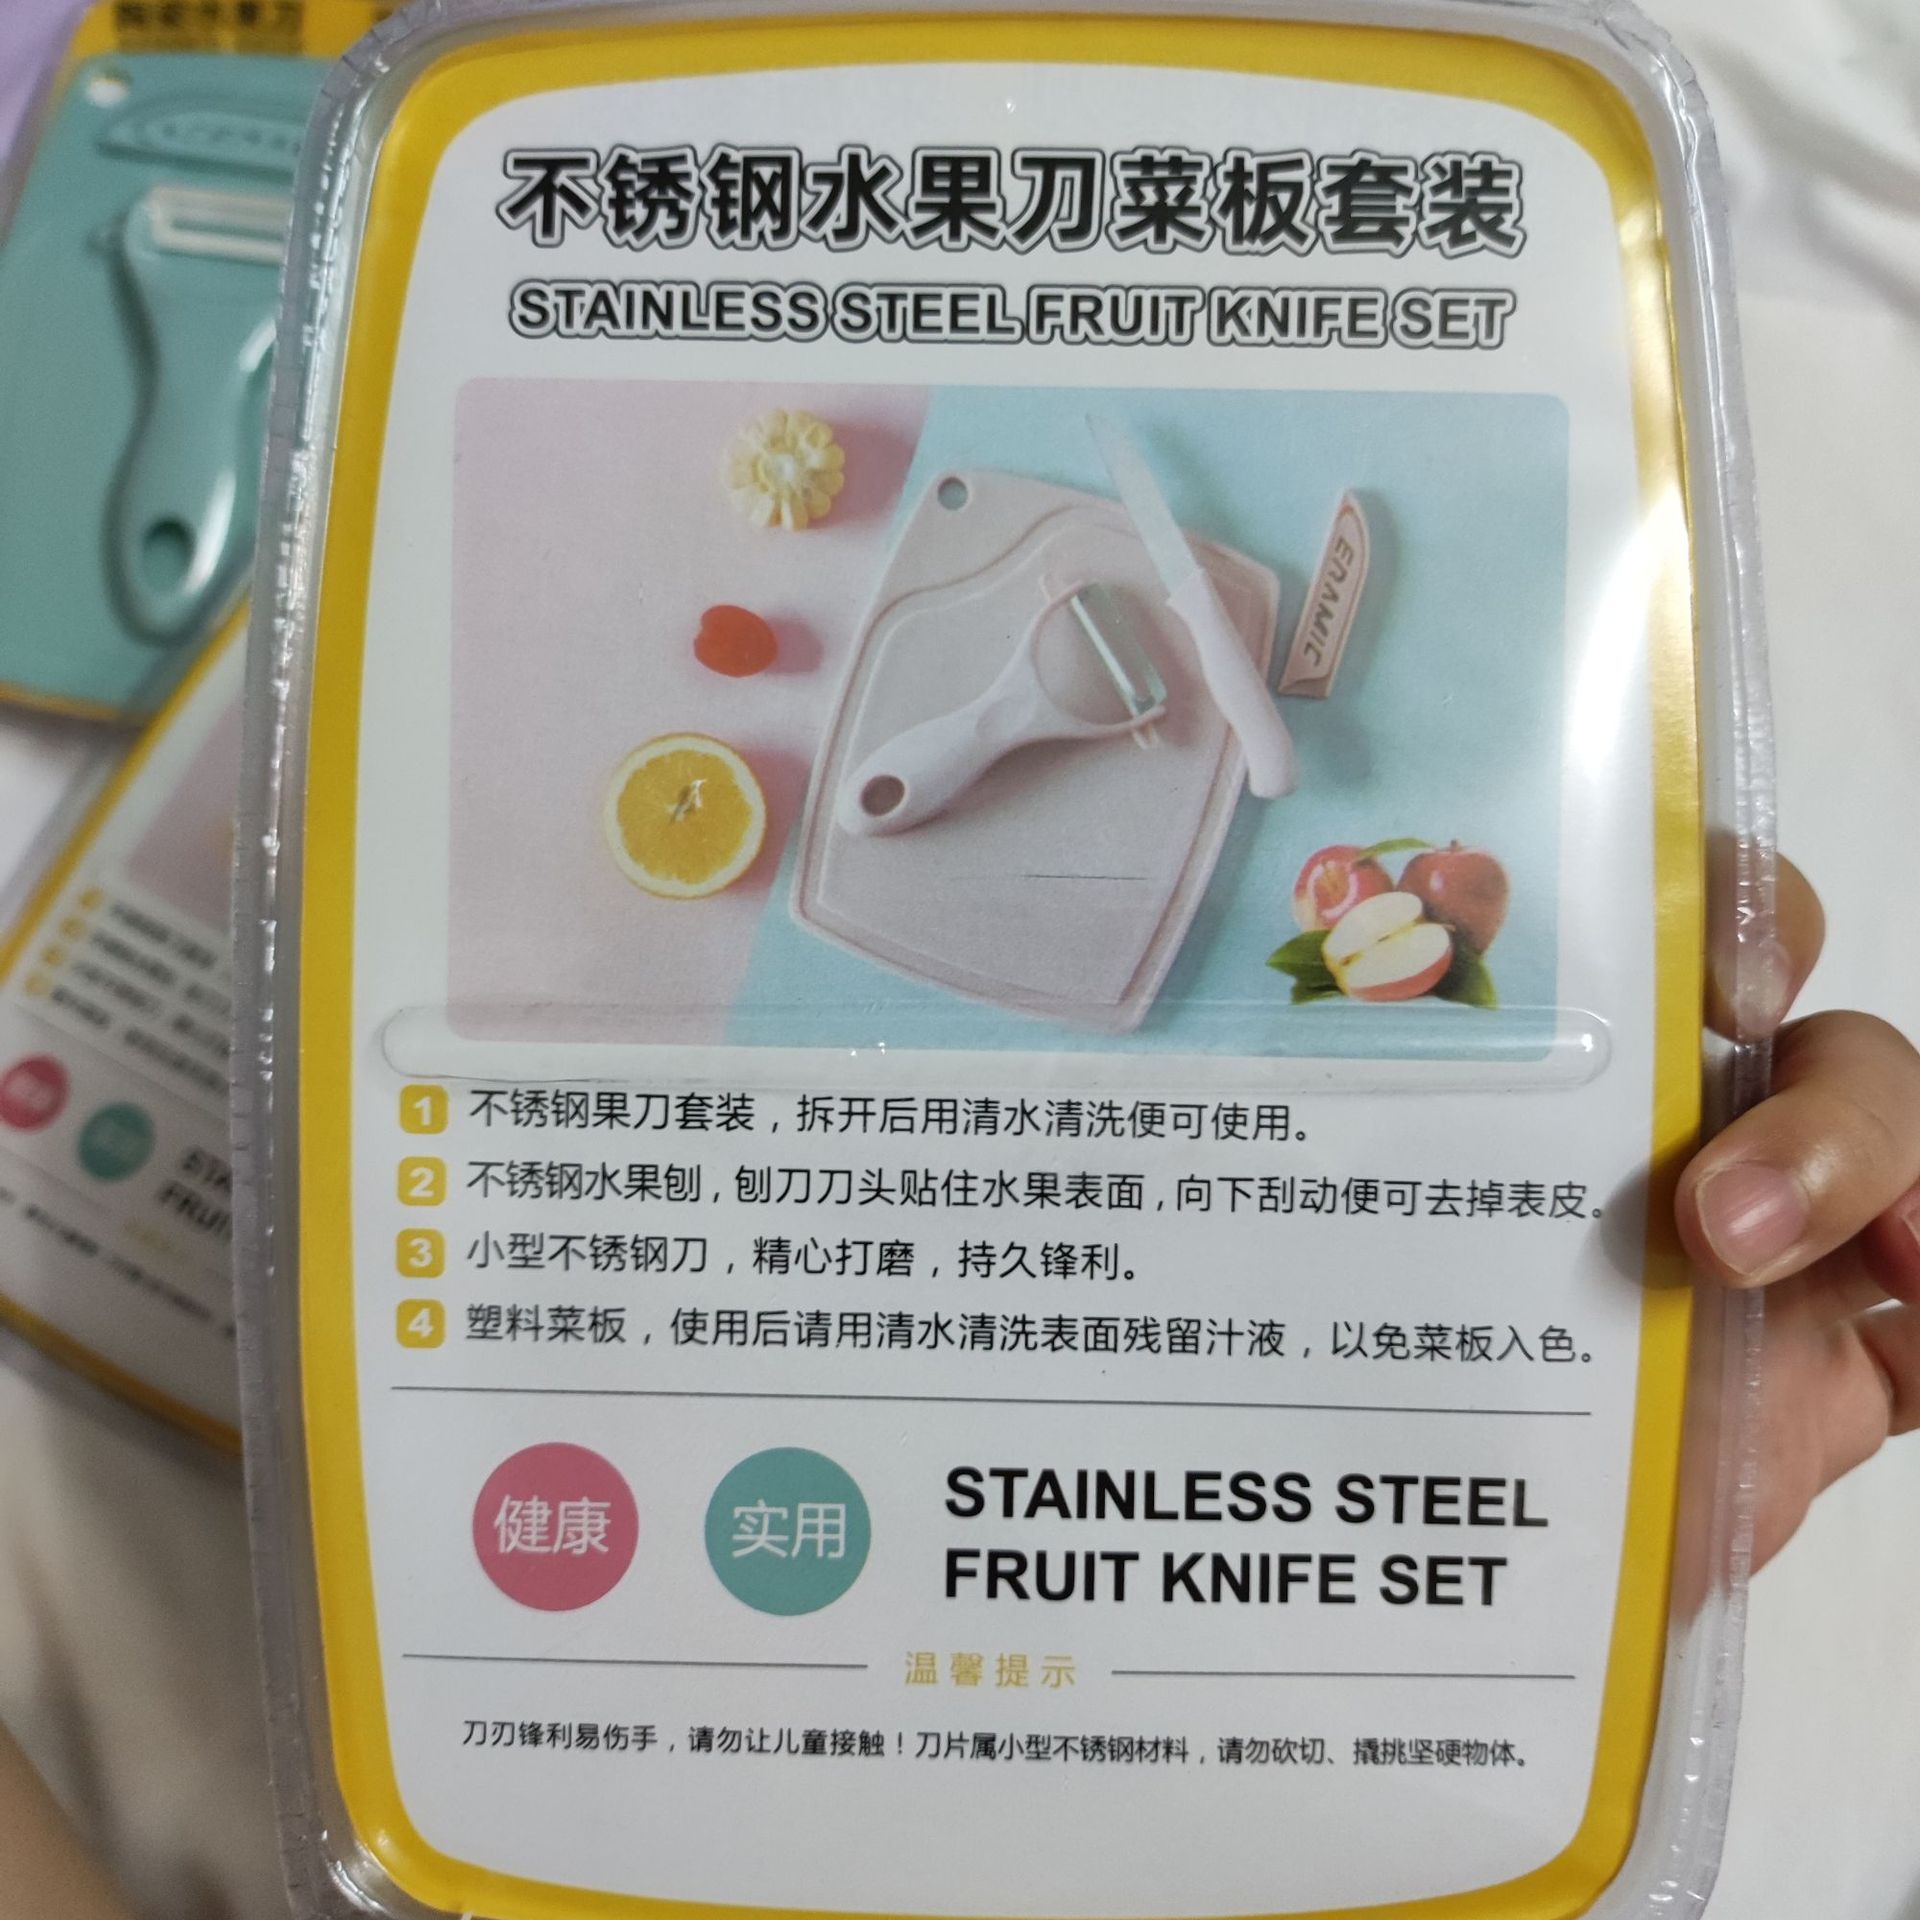 不锈钢水果刀菜板套装
STAINLESS STEEL FRUIT KNIFE SET
1 不锈钢果刀套装，拆开后用清水清洗便可使用。
2 不锈钢水果刨，刨刀刀头贴住水果表面，向下刮动便可去掉表皮。
3 小型不锈钢刀，精心打磨，持久锋利。
4 塑料菜板，使用后请用清水清洗表面残留汁液，以免菜板入色。
健康
实用
STAINLESS STEEL
FRUIT KNIFE SET
温馨提示
刀刃锋利易伤手，请勿让儿童接触！刀片属小型不锈钢材料，请勿砍切、撬挑坚硬物体。